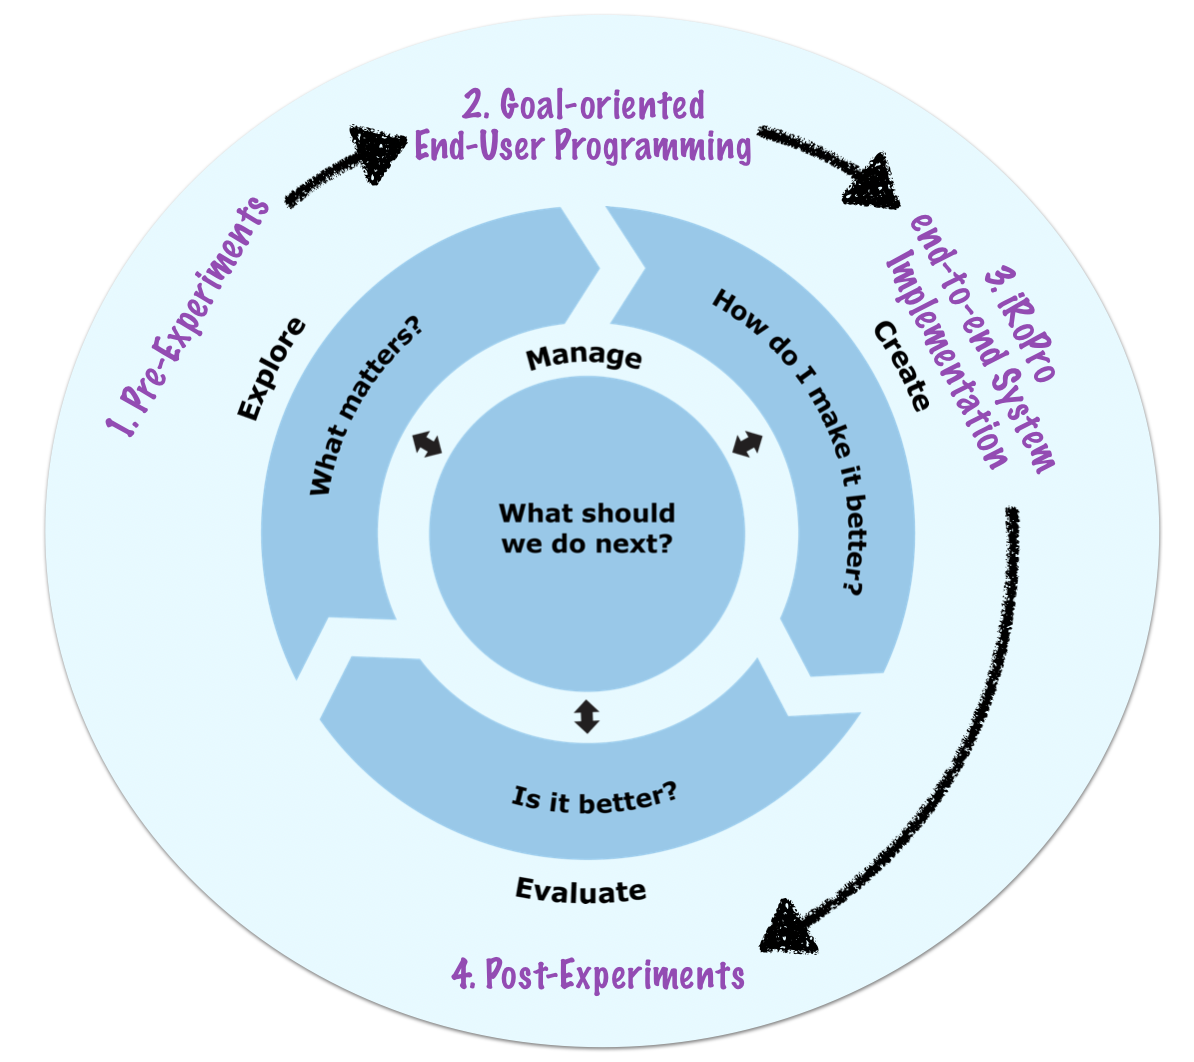 1. Pre-Experiments
2. Goal-oriented
End-User Programming
3. iRoPro
end-to-end System
Implementation
Explore
What matters?
Manage
How do I make it better?
Create
What should
we do next?
Is it better?
Evaluate
4. Post-Experiments